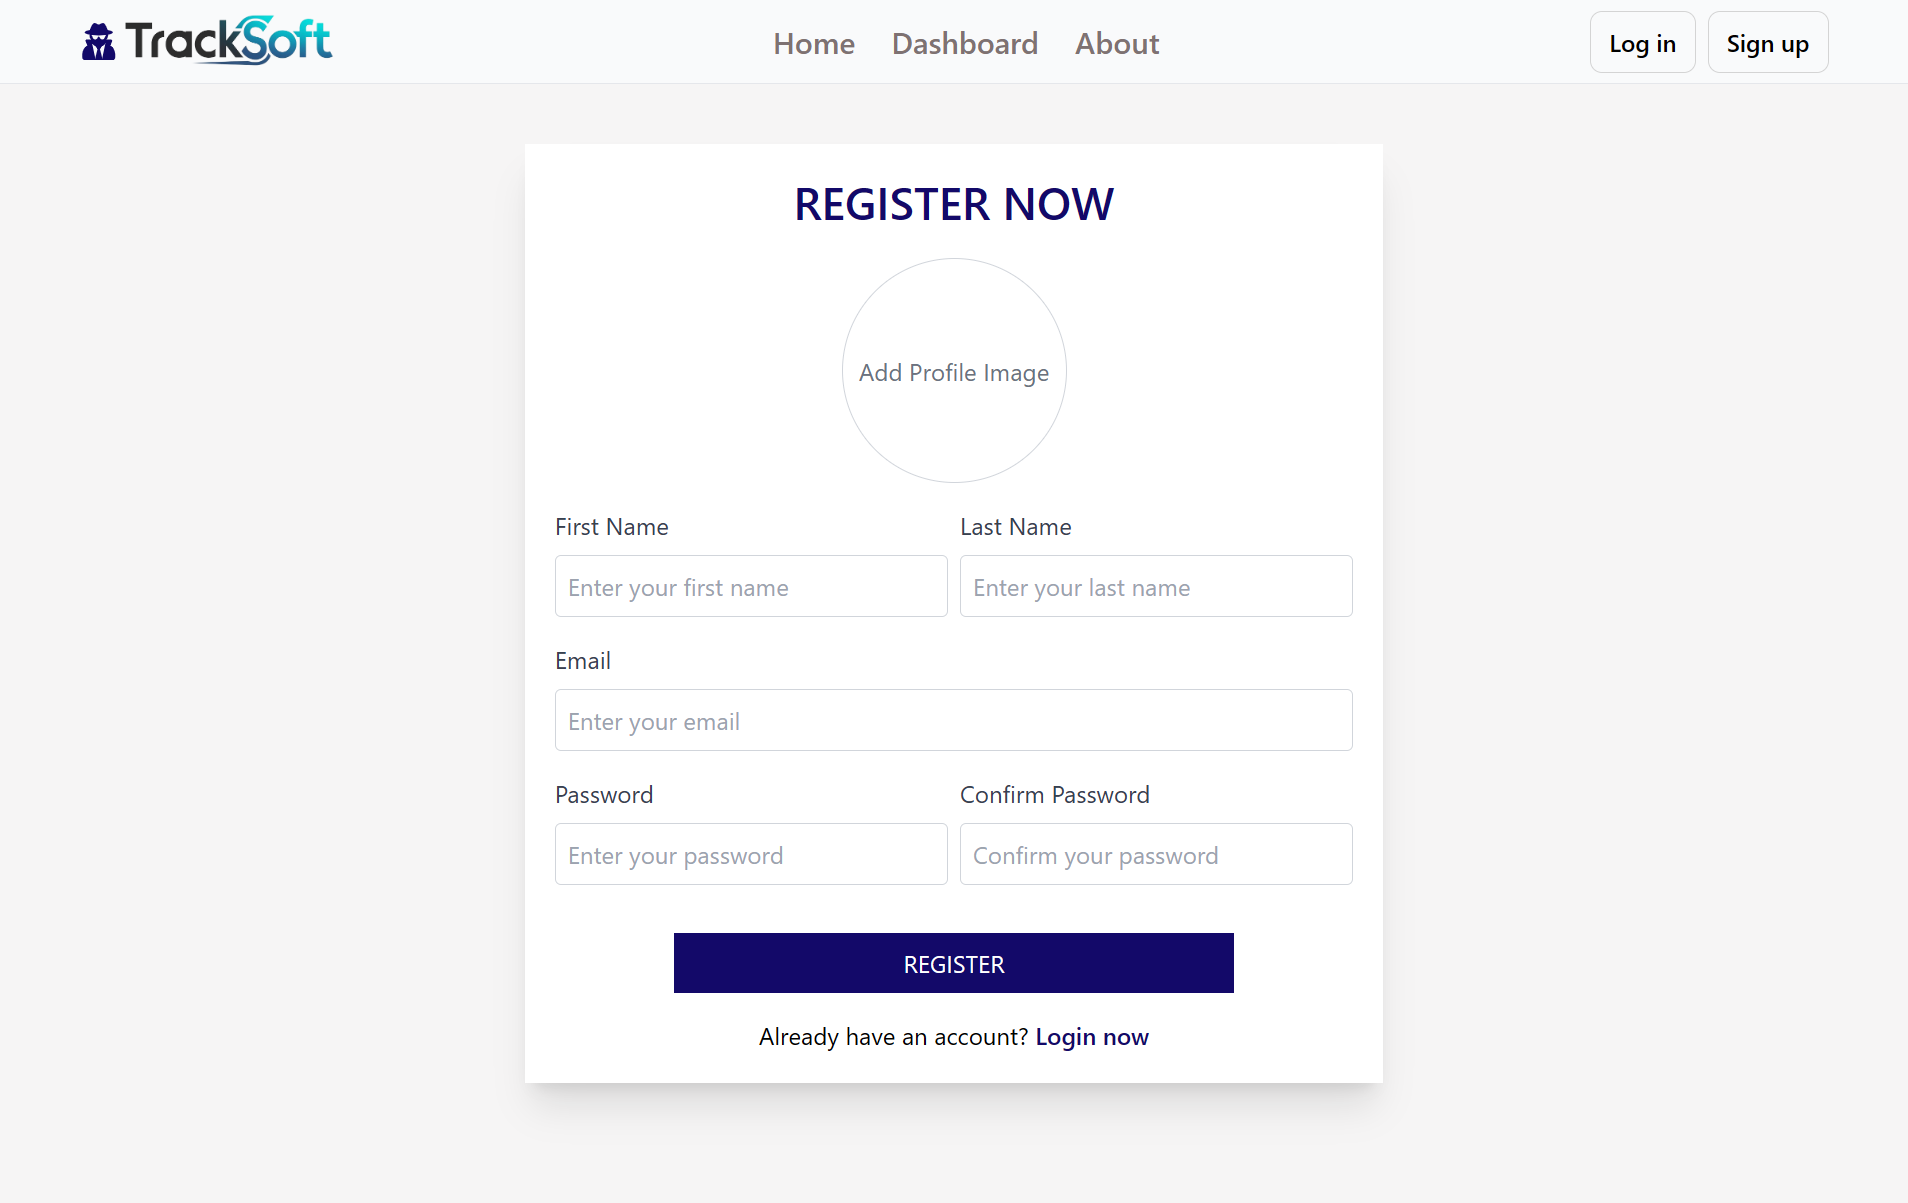 TrackSoft Home Dashboard About Log in Sign up
REGISTER NOW
Add Profile Image
First Name Last Name
Enter your first name Enter your last name
Email
Enter your email
Password Confirm Password
Enter your password Confirm your password
REGISTER
Already have an account? Login now